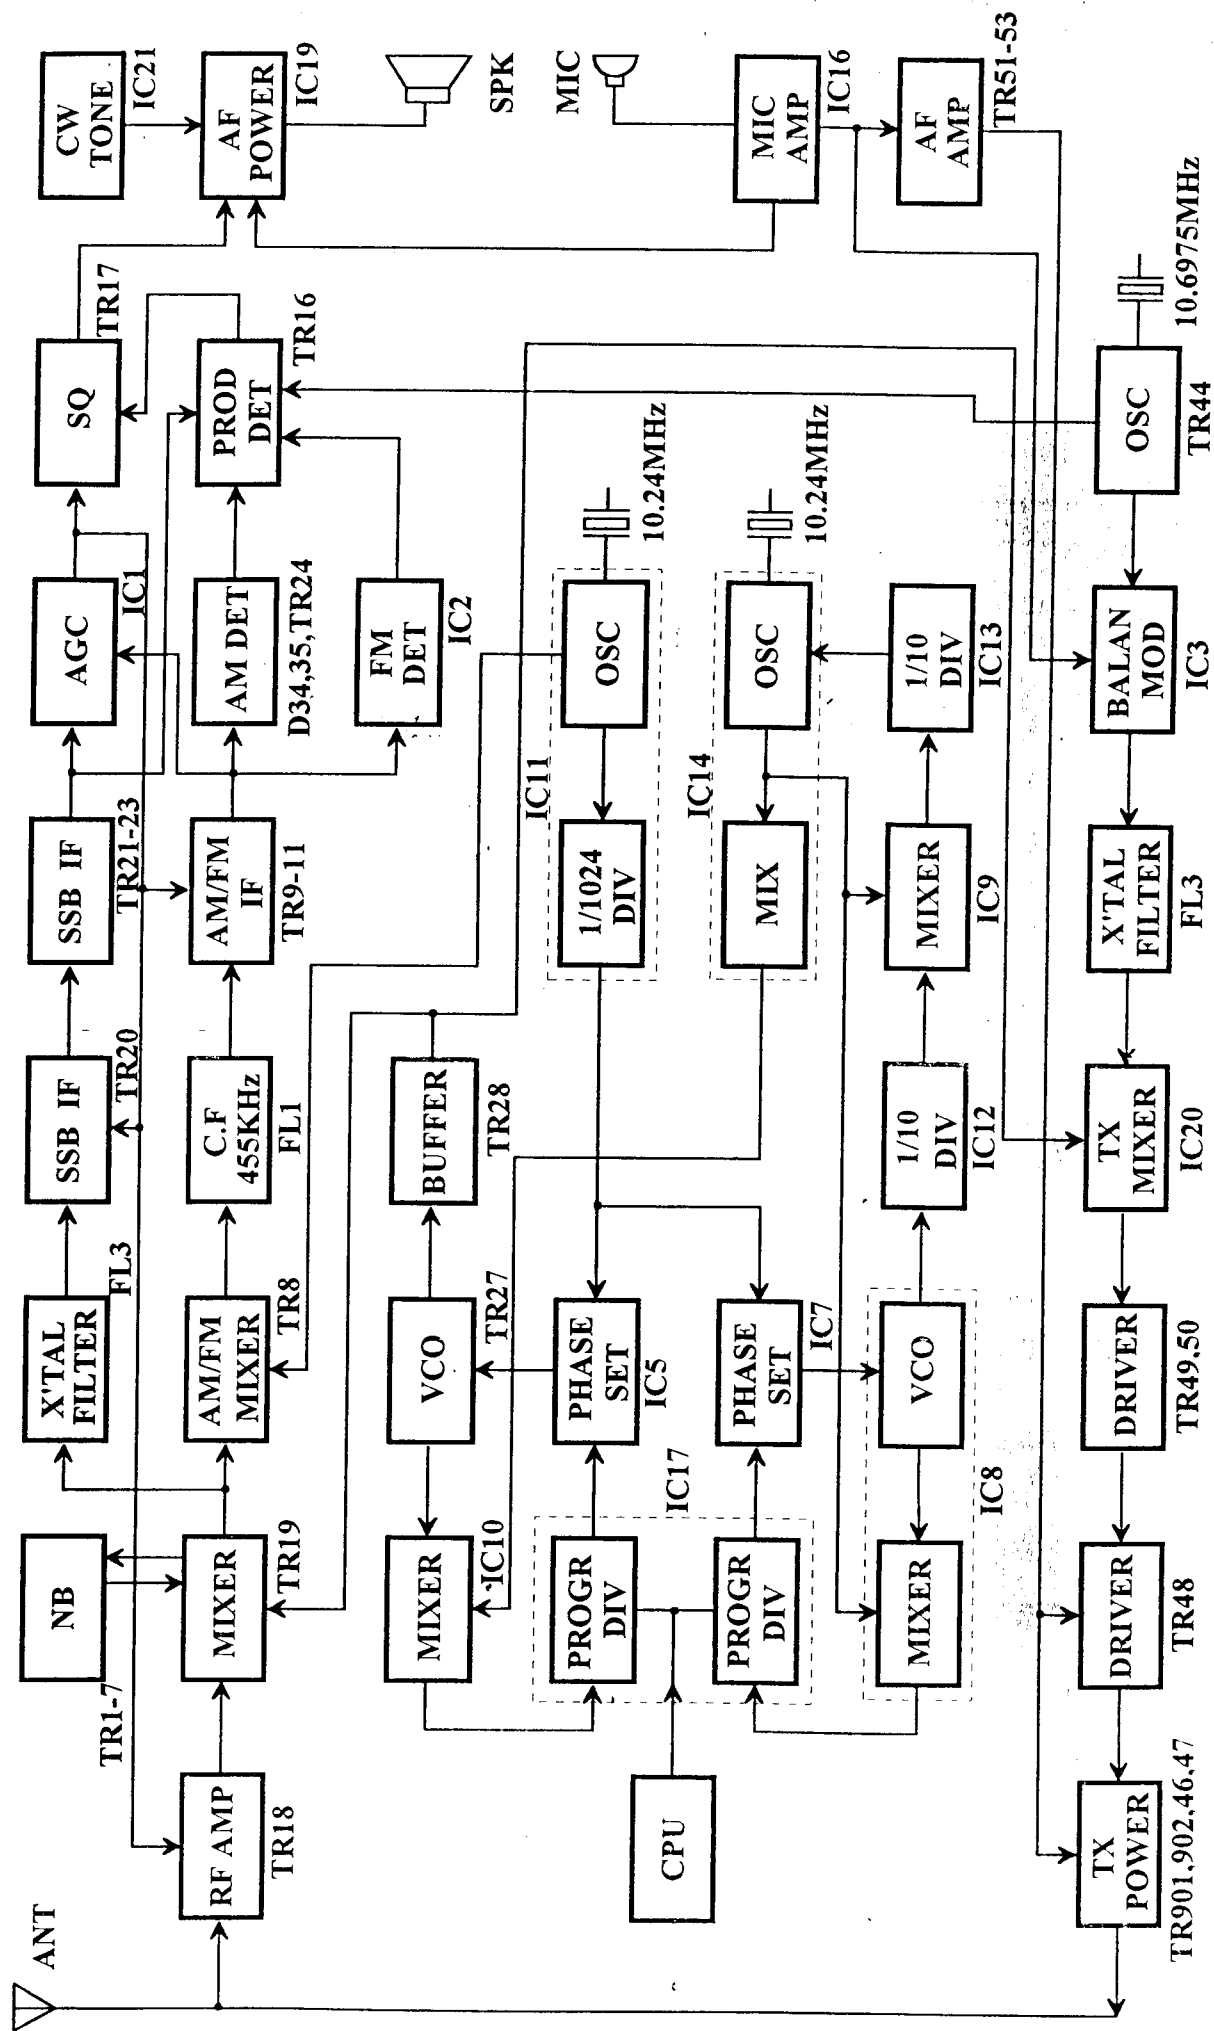 ANT
RF AMP
TR18
TR1-7
NB
MIXER
TR19
X'TAL
FILTER
FL3
AM/FM
MIXER
TR8
SSB IF
TR20
C.F
455KHz
FL1
SSB IF
TR21-23
AM/FM
IF
TR9-11
AGC
IC1
AM DET
D34,35,TR24
FM
DET
IC2
SQ
TR17
PROD
DET
TR16
CW
TONE
IC21
AF
POWER
IC19
SPK
MIC
MIC
AMP
IC16
AF
AMP
TR51-53
MIXER
IC10
VCO
TR27
BUFFER
TR28
CPU
PROGR
DIV
PROGR
DIV
IC17
PHASE
SET
IC5
PHASE
SET
IC7
1/1024
DIV
IC11
OSC
10.24MHz
MIX
IC14
OSC
10.24MHz
MIXER
IC8
VCO
1/10
DIV
IC12
MIXER
IC9
1/10
DIV
IC13
TX
POWER
TR901,902,46,47
DRIVER
TR48
DRIVER
TR49,50
TX
MIXER
IC20
X'TAL
FILTER
FL3
BALAN
MOD
IC3
OSC
TR44
10.6975MHz